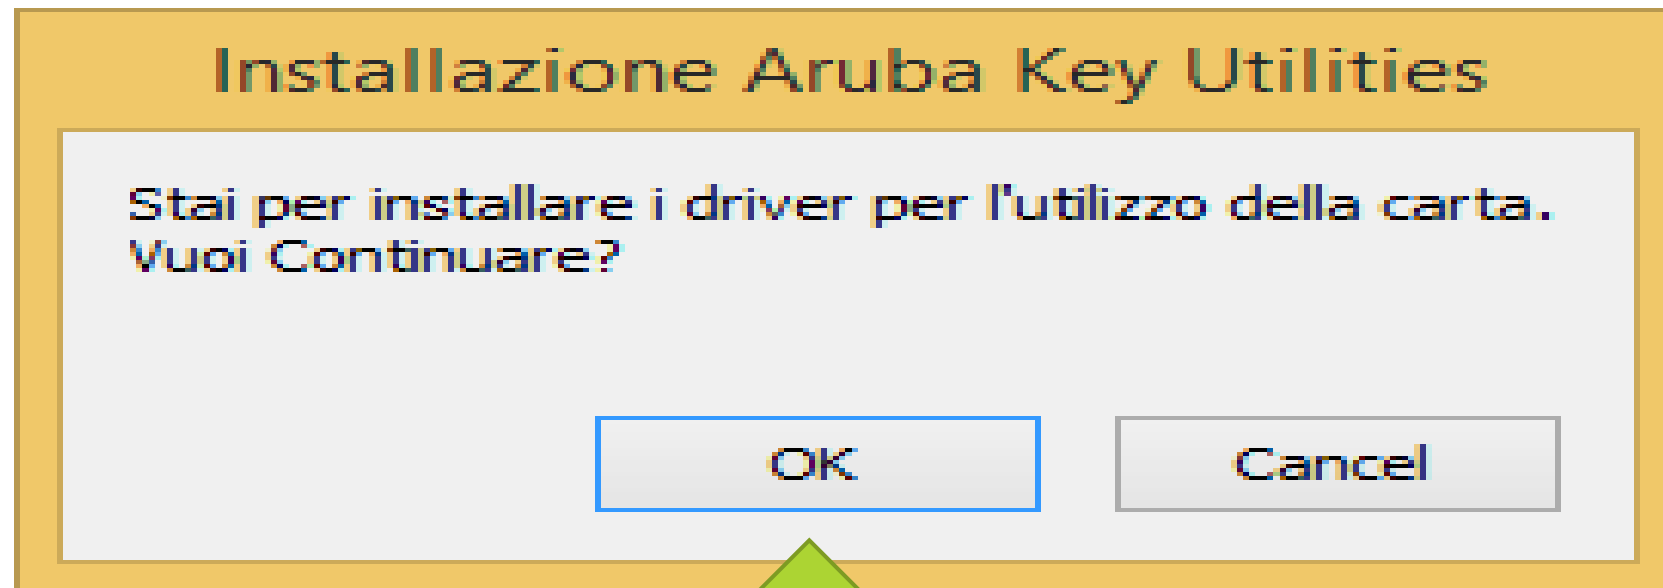 Installazione Aruba Key Utilities
Stai per installare i driver per l'utilizzo della carta.
Vuoi Continuare?
OK
Cancel